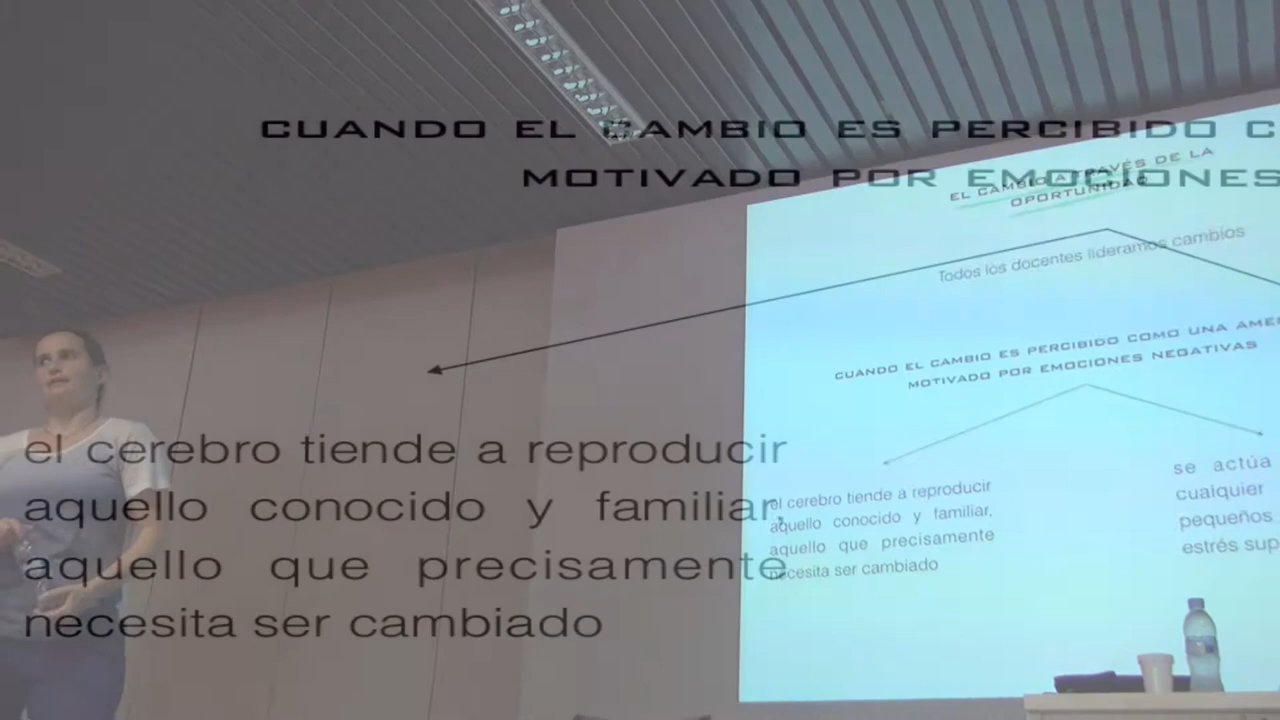 CUANDO EL CAMBIO ES PERCIBIDO C
MOTIVADO POR EMOCIONES
el cerebro tiende a reproducir
aquello conocido y familiar,
aquello que precisamente
necesita ser cambiado
EL CAMBIO A TRAVÉS DE LA
OPORTUNIDAD
Todos los docentes lideramos cambios
CUANDO EL CAMBIO ES PERCIBIDO COMO UNA AME
MOTIVADO POR EMOCIONES NEGATIVAS
el cerebro tiende a reproducir
aquello conocido y familiar,
aquello que precisamente
necesita ser cambiado
se actúa
cualquier
pequeños
estrés sup